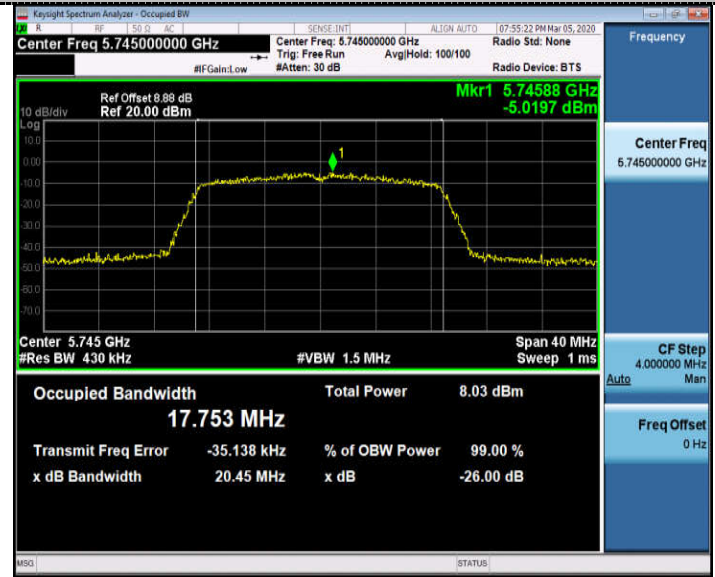 Keysight Spectrum Analyzer - Occupied BW
R RF 50 Ω AC SENSE:INT ALIGN AUTO 07:55:22 PM Mar 05, 2020
Center Freq 5.745000000 GHz
Center Freq: 5.745000000 GHz
Radio Std: None
Trig: Free Run Avg|Hold: 100/100
#IFGain:Low
#Atten: 30 dB
Radio Device: BTS
Frequency
Ref Offset 8.88 dB
Mkr1 5.74588 GHz
10 dB/div Ref 20.00 dBm
-5.0197 dBm
Log
10.0
1
0.00
-10.0
-20.0
-30.0
-40.0
-50.0
-60.0
-70.0
Center Freq
5.745000000 GHz
Center 5.745 GHz
Span 40 MHz
#Res BW 430 kHz
#VBW 1.5 MHz
Sweep 1 ms
CF Step
4.000000 MHz
Auto Man
Occupied Bandwidth
Total Power 8.03 dBm
17.753 MHz
Transmit Freq Error -35.138 kHz
% of OBW Power 99.00 %
x dB Bandwidth 20.45 MHz
x dB -26.00 dB
Freq Offset
0 Hz
MSG
STATUS